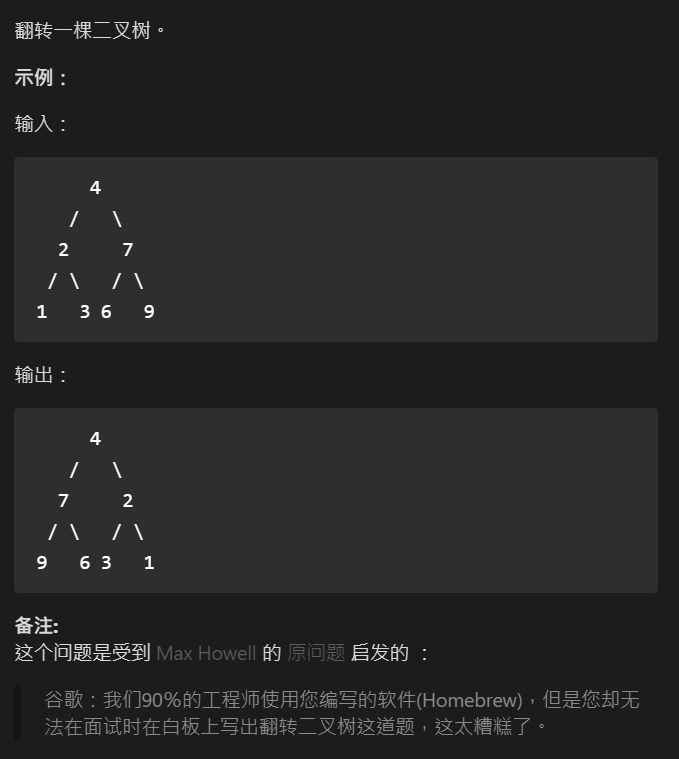 翻转一棵二叉树。
示例：
输入：
     4
   /   \
  2     7
 / \   / \
1   3 6   9
输出：
     4
   /   \
  7     2
 / \   / \
9   6 3   1
备注:
这个问题是受到 Max Howell 的 原问题 启发的 ：
谷歌：我们90％的工程师使用您编写的软件(Homebrew)，但是您却无
法在面试时在白板上写出翻转二叉树这道题，这太糟糕了。